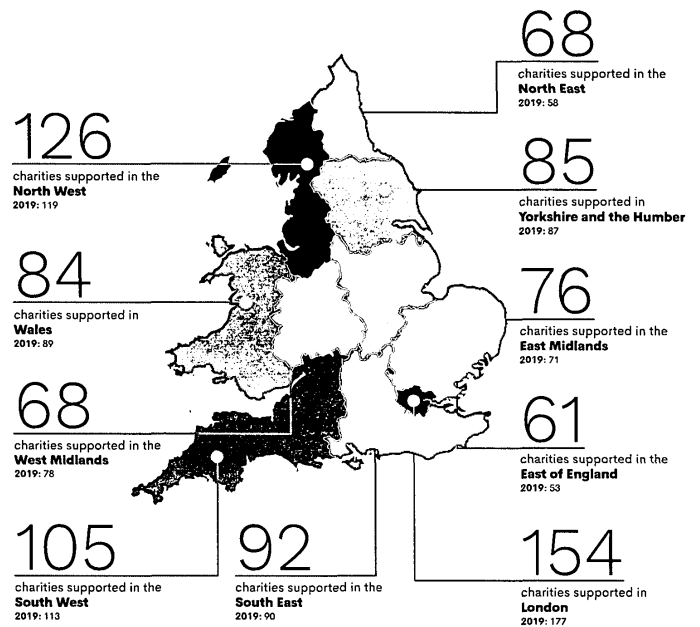 68
charities supported in the
North East
2019: 58
126
charities supported in the
North West
2019: 119
85
charities supported in
Yorkshire and the Humber
2019: 87
84
charities supported in
Wales
2019: 89
76
charities supported in the
East Midlands
2019: 71
68
charities supported in the
West Midlands
2019: 78
61
charities supported in the
East of England
2019: 53
105
charities supported in the
South West
2019: 113
92
charities supported in the
South East
2019: 90
154
charities supported in
London
2019: 177